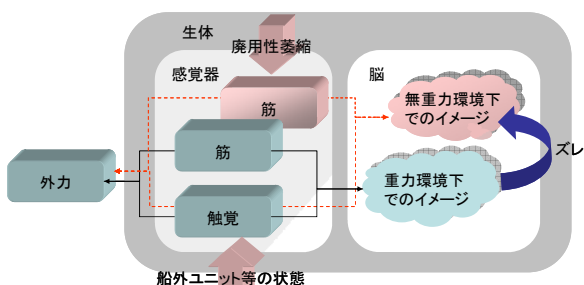 生体
廃用性萎縮
感覚器
脳
筋
無重力環境下
でのイメージ
筋
ズレ
外力
重力環境下
でのイメージ
触覚
船外ユニット等の状態